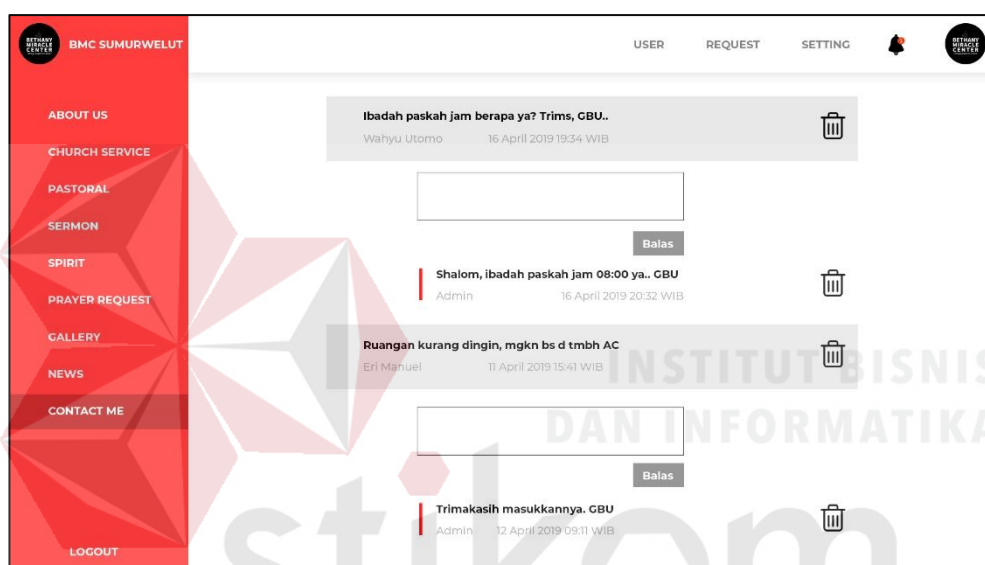 BETHANY
MIRACLE
CENTER
BMC SUMURWELUT
USER
REQUEST
SETTING
BETHANY
MIRACLE
CENTER
ABOUT US
CHURCH SERVICE
PASTORAL
SERMON
SPIRIT
PRAYER REQUEST
GALLERY
NEWS
CONTACT ME
LOGOUT
Ibadah paskah jam berapa ya? Trims, GBU..
Wahyu Utomo 16 April 2019 19:34 WIB
Balas
Shalom, ibadah paskah jam 08:00 ya.. GBU
Admin 16 April 2019 20:32 WIB
Ruangan kurang dingin, mgkn bs d tmbh AC
Eri Manuel 11 April 2019 15:41 WIB
Balas
Trimakasih masukkannya. GBU
Admin 12 April 2019 09:11 WIB
INSTITUT BISNIS
DAN INFORMATIKA
stikom